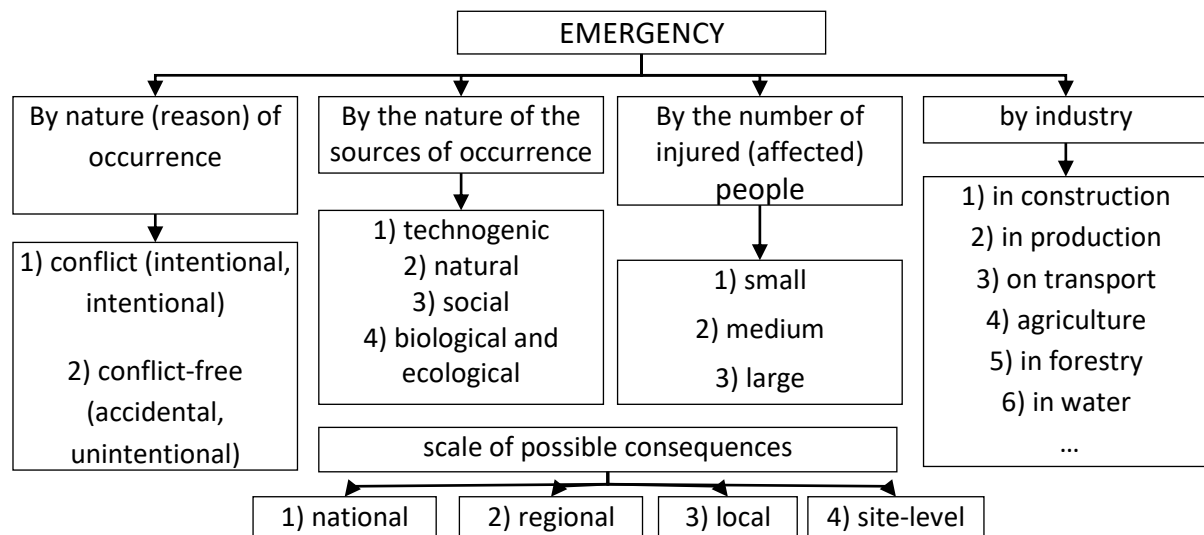 EMERGENCY
By nature (reason) of
occurrence
By the nature of the
sources of occurrence
By the number of
injured (affected)
people
by industry
1) conflict (intentional,
intentional)
2) conflict-free
(accidental,
unintentional)
1) technogenic
2) natural
3) social
4) biological and
ecological
1) small
2) medium
3) large
1) in construction
2) in production
3) on transport
4) agriculture
5) in forestry
6) in water
...
scale of possible consequences
1) national
2) regional
3) local
4) site-level